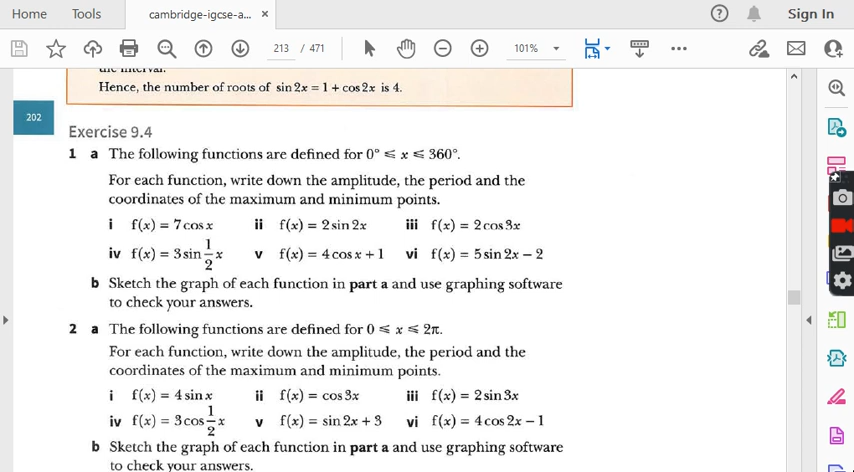 Home Tools cambridge-igcse-a... × Sign In
213 / 471 101%
the interval.
Hence, the number of roots of sin 2x = 1 + cos 2x is 4.
202
Exercise 9.4
1 a The following functions are defined for 0° ⩽ x ⩽ 360°.
For each function, write down the amplitude, the period and the
coordinates of the maximum and minimum points.
i f(x) = 7 cos x ii f(x) = 2 sin 2x iii f(x) = 2 cos 3x
iv f(x) = 3 sin 1/2 x v f(x) = 4 cos x + 1 vi f(x) = 5 sin 2x − 2
b Sketch the graph of each function in part a and use graphing software
to check your answers.
2 a The following functions are defined for 0 ⩽ x ⩽ 2π.
For each function, write down the amplitude, the period and the
coordinates of the maximum and minimum points.
i f(x) = 4 sin x ii f(x) = cos 3x iii f(x) = 2 sin 3x
iv f(x) = 3 cos 1/2 x v f(x) = sin 2x + 3 vi f(x) = 4 cos 2x − 1
b Sketch the graph of each function in part a and use graphing software
to check your answers.